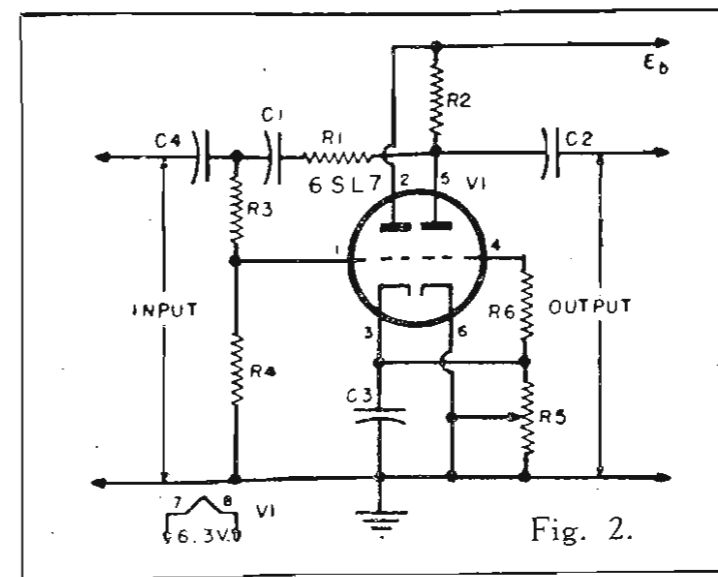 E_b
R2
C4
C1
R1
C2
6SL7
2
5
V1
R3
1
4
INPUT
R6
OUTPUT
3
6
R4
C3
R5
7
8
V1
6.3V.
Fig. 2.